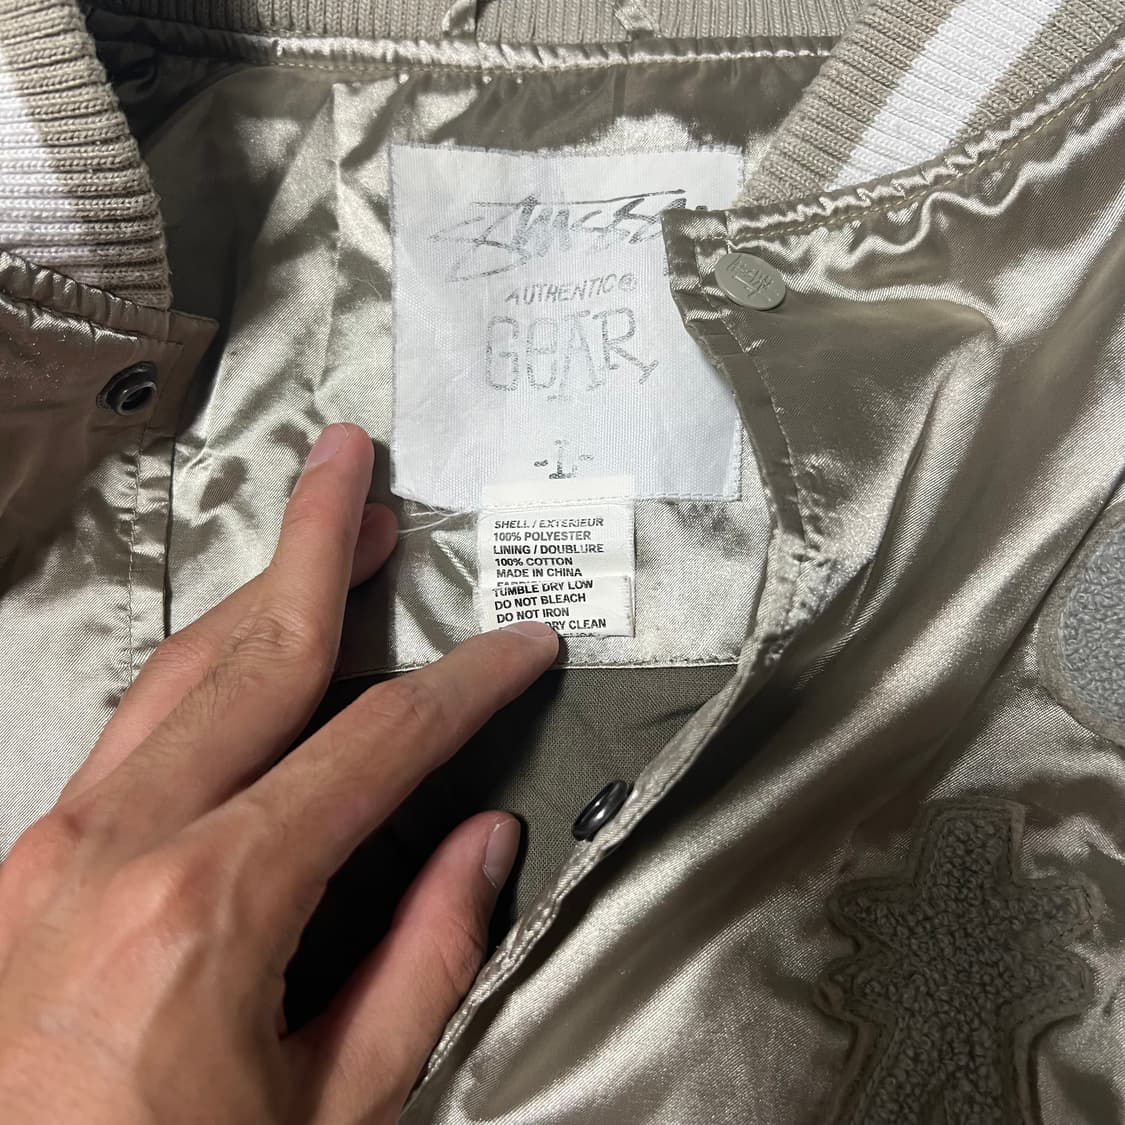 STÜSSY
AUTHENTIC®
GEAR
-L-
SHELL / EXTERIEUR
100% POLYESTER
LINING / DOUBLURE
100% COTTON
MADE IN CHINA
TUMBLE DRY LOW
DO NOT BLEACH
DO NOT IRON
DRY CLEAN